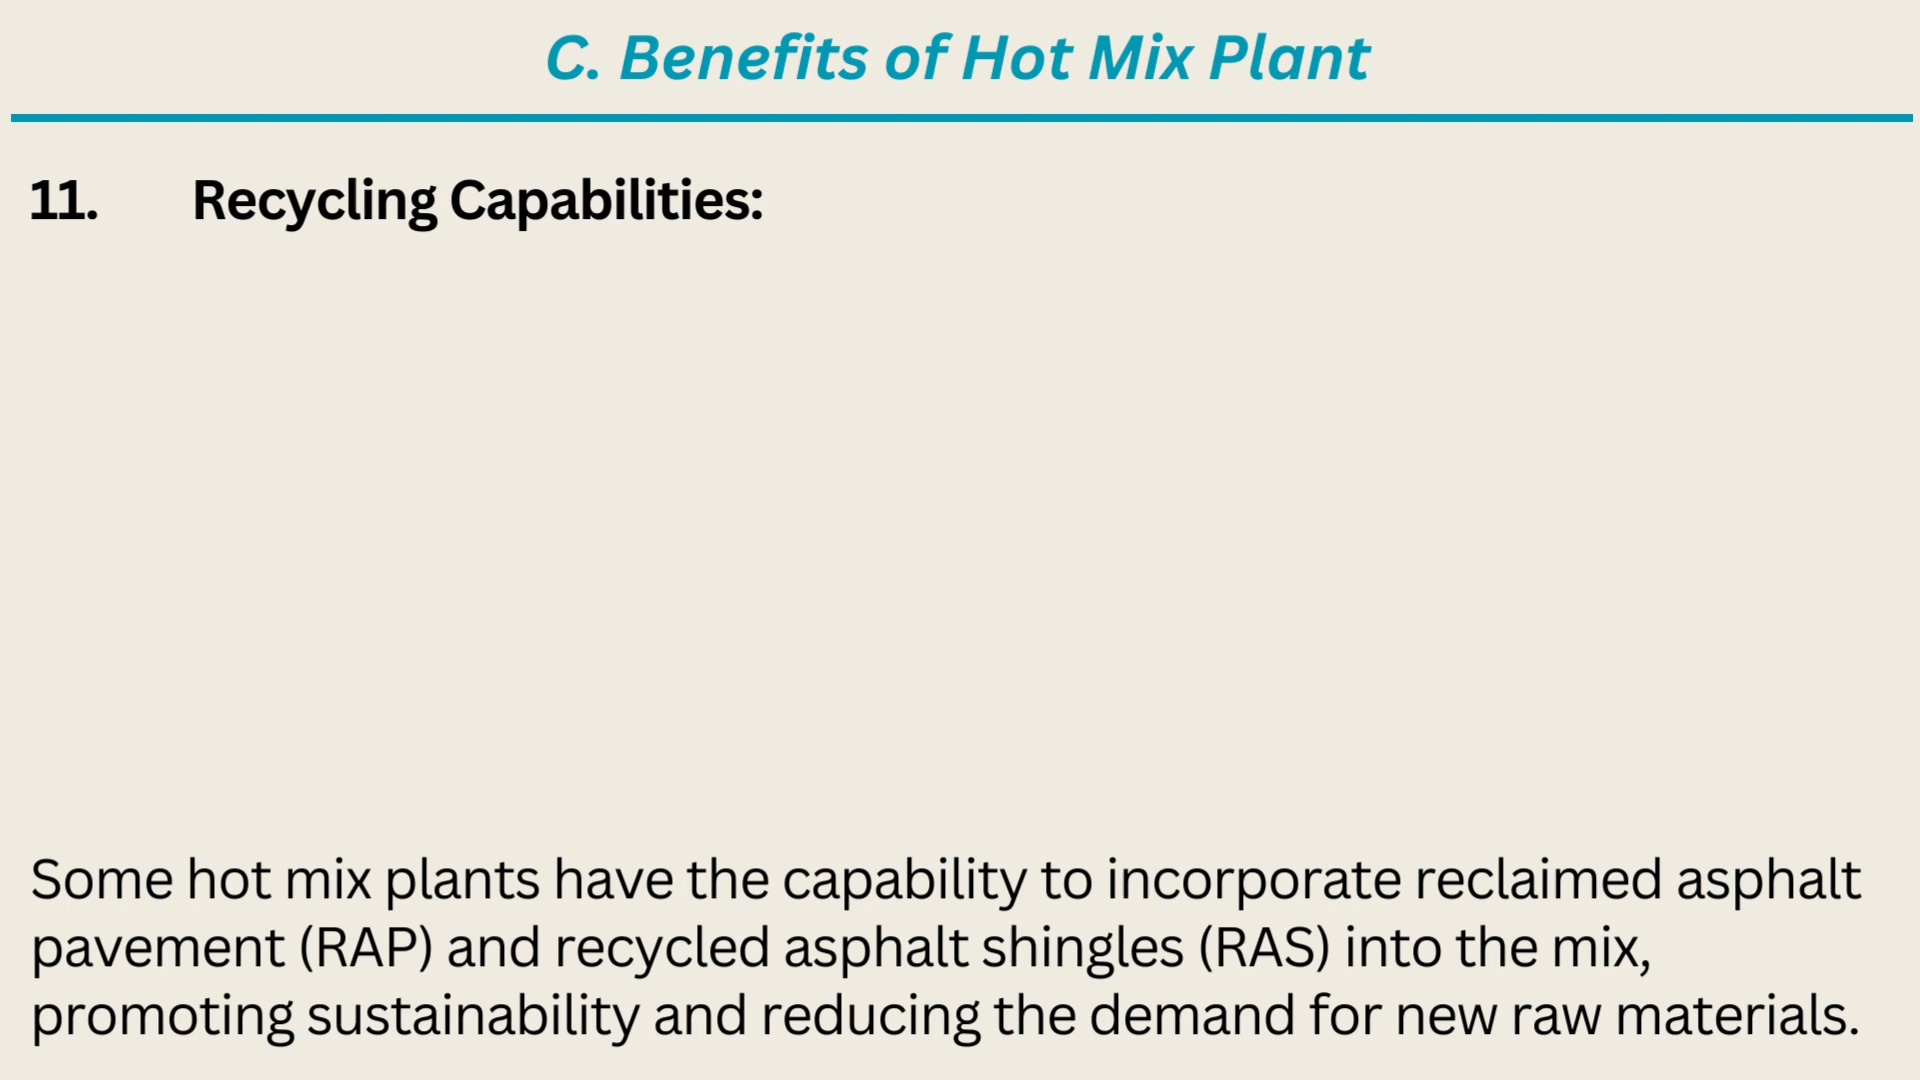 C. Benefits of Hot Mix Plant
11. Recycling Capabilities:
Some hot mix plants have the capability to incorporate reclaimed asphalt
pavement (RAP) and recycled asphalt shingles (RAS) into the mix,
promoting sustainability and reducing the demand for new raw materials.